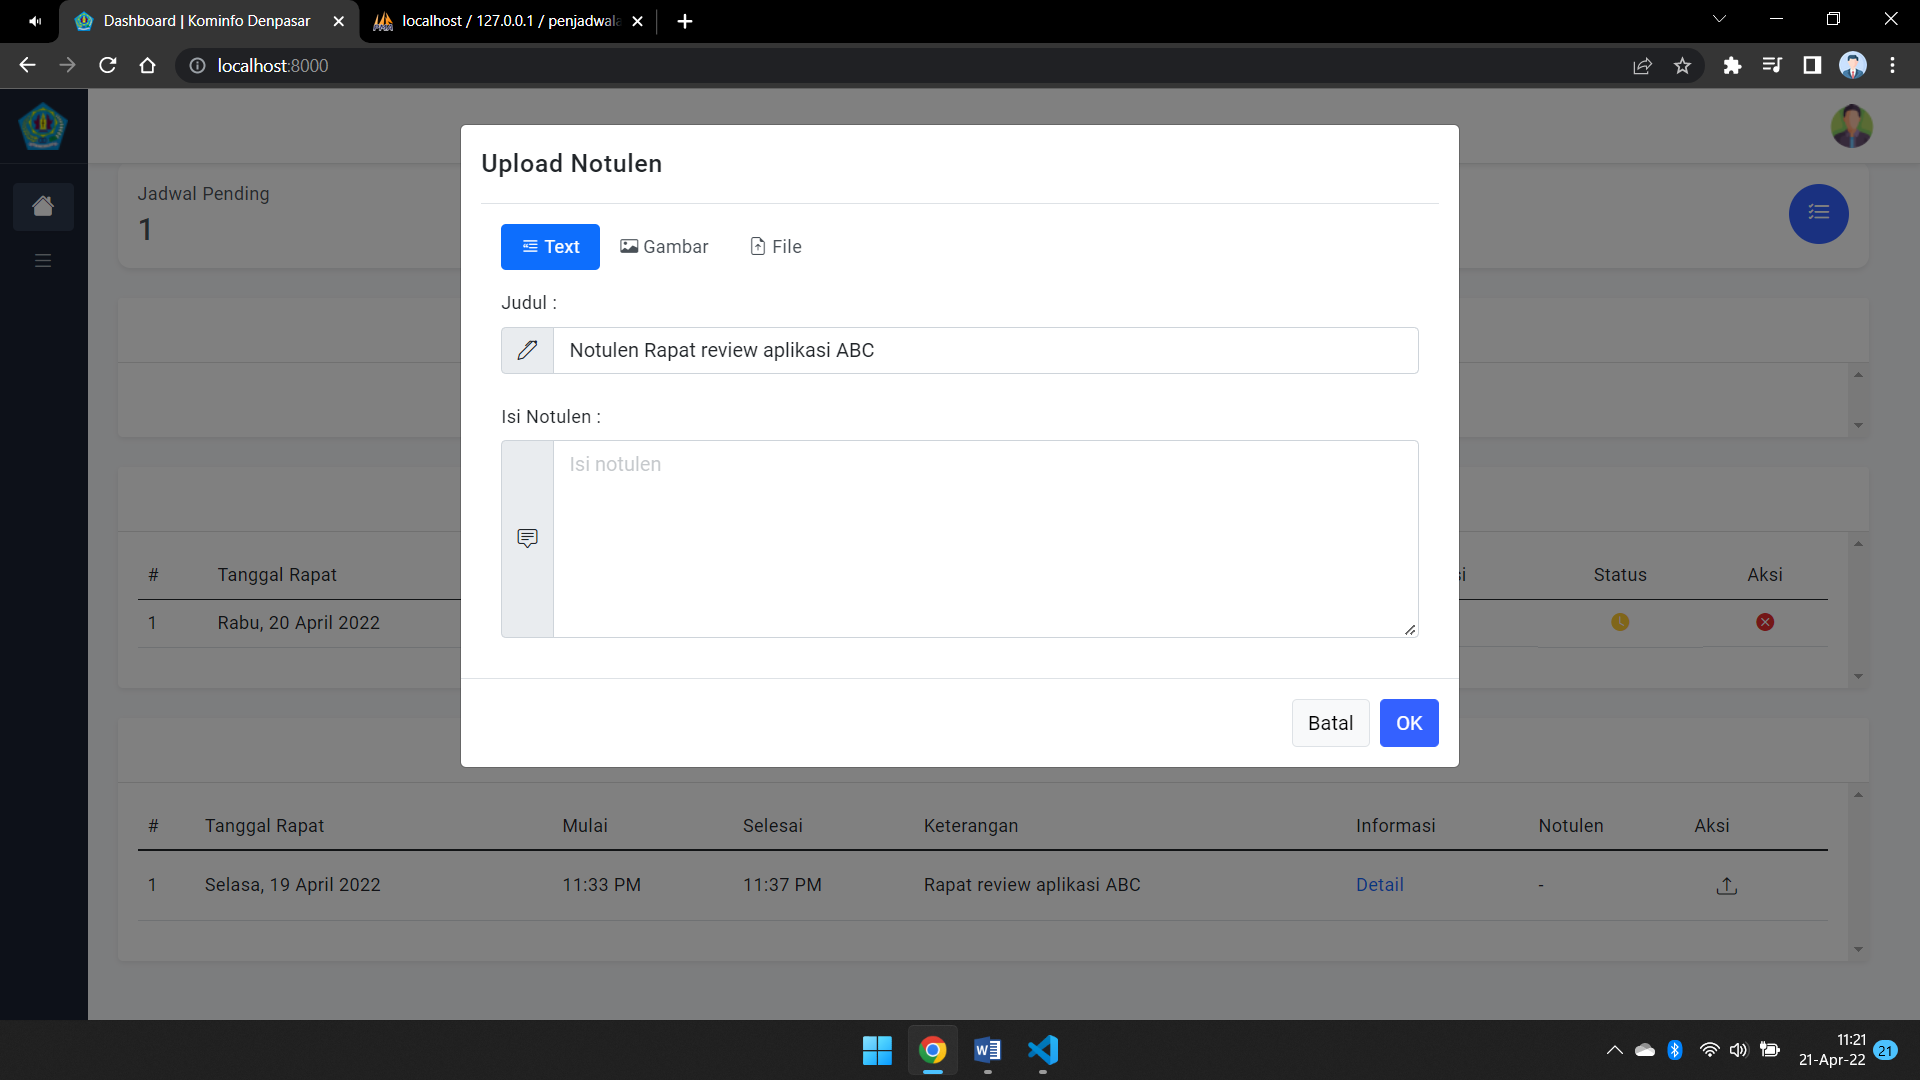 Dashboard | Kominfo Denpasar
localhost / 127.0.0.1 / penjadwala
localhost:8000
Upload Notulen
Jadwal Pending
1
Text
Gambar
File
Judul :
Notulen Rapat review aplikasi ABC
Isi Notulen :
Isi notulen
# Tanggal Rapat si Status Aksi
1 Rabu, 20 April 2022
Batal
OK
# Tanggal Rapat Mulai Selesai Keterangan Informasi Notulen Aksi
1 Selasa, 19 April 2022 11:33 PM 11:37 PM Rapat review aplikasi ABC Detail -
11:21
21-Apr-22
21